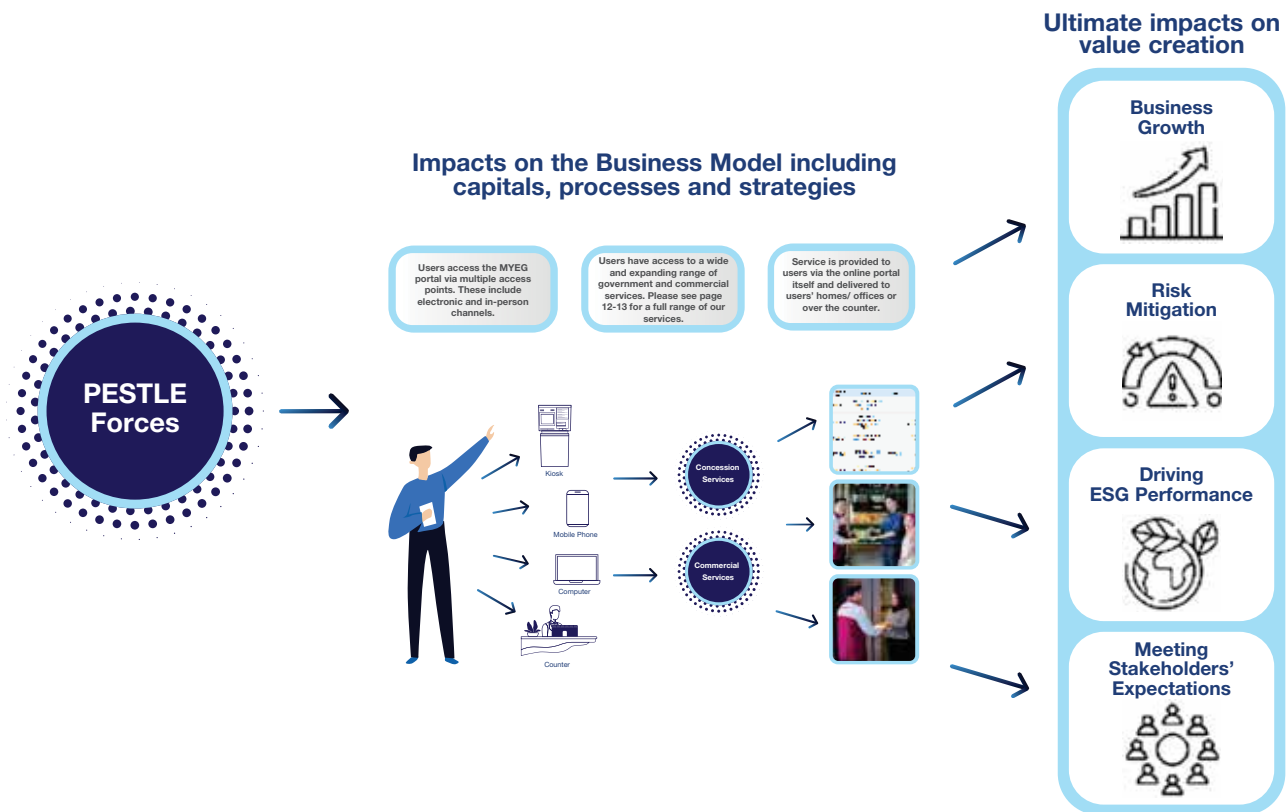 PESTLE
Forces
Impacts on the Business Model including
capitals, processes and strategies
Users access the MYEG
portal via multiple access
points. These include
electronic and in-person
channels.
Users have access to a wide
and expanding range of
government and commercial
services. Please see page
12-13 for a full range of our
services.
Service is provided to
users via the online portal
itself and delivered to
users' homes/ offices or
over the counter.
Kiosk
Mobile Phone
Computer
Counter
Concession
Services
Commercial
Services
Ultimate impacts on
value creation
Business
Growth
Risk
Mitigation
Driving
ESG Performance
Meeting
Stakeholders'
Expectations